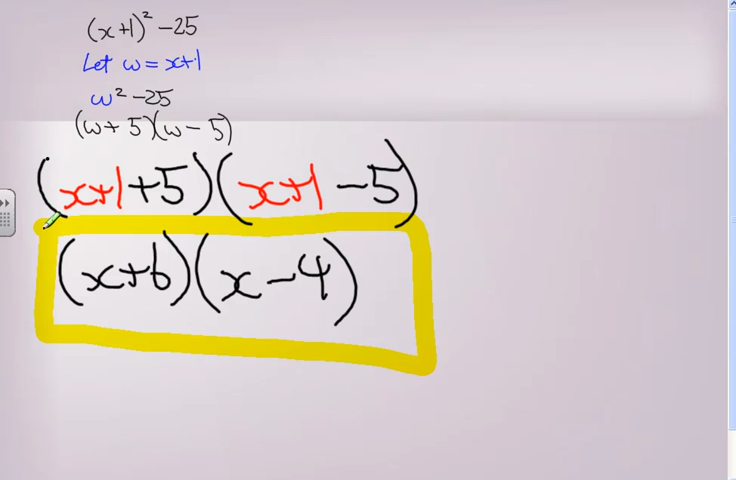 (x+1)² -25
Let w = x+1
w² -25
(w+5)(w-5)
(x+1+5)(x+1-5)
(x+6)(x-4)